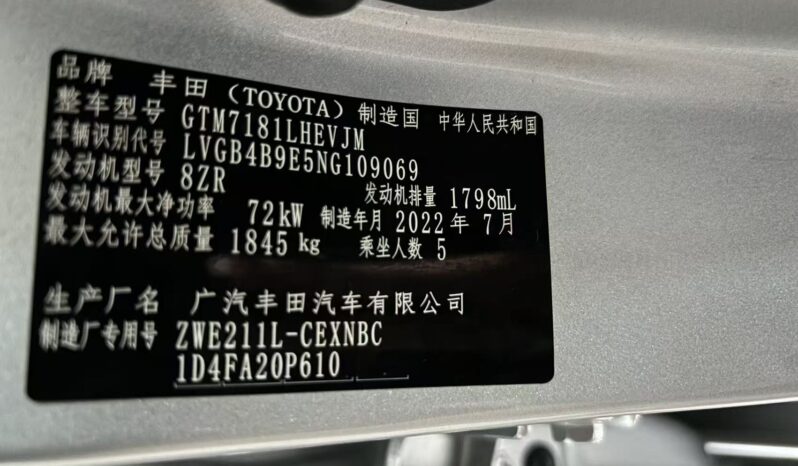 品牌 丰田（TOYOTA） 制造国 中华人民共和国
整车型号 GTM7181LHEVJM
车辆识别代号 LVGB4B9E5NG109069
发动机型号 8ZR 发动机排量 1798mL
发动机最大净功率 72kW 制造年月 2022年7月
最大允许总质量 1845 kg 乘坐人数 5
生产厂名 广汽丰田汽车有限公司
制造厂专用号 ZWE211L-CEXNBC
1D4FA20P610